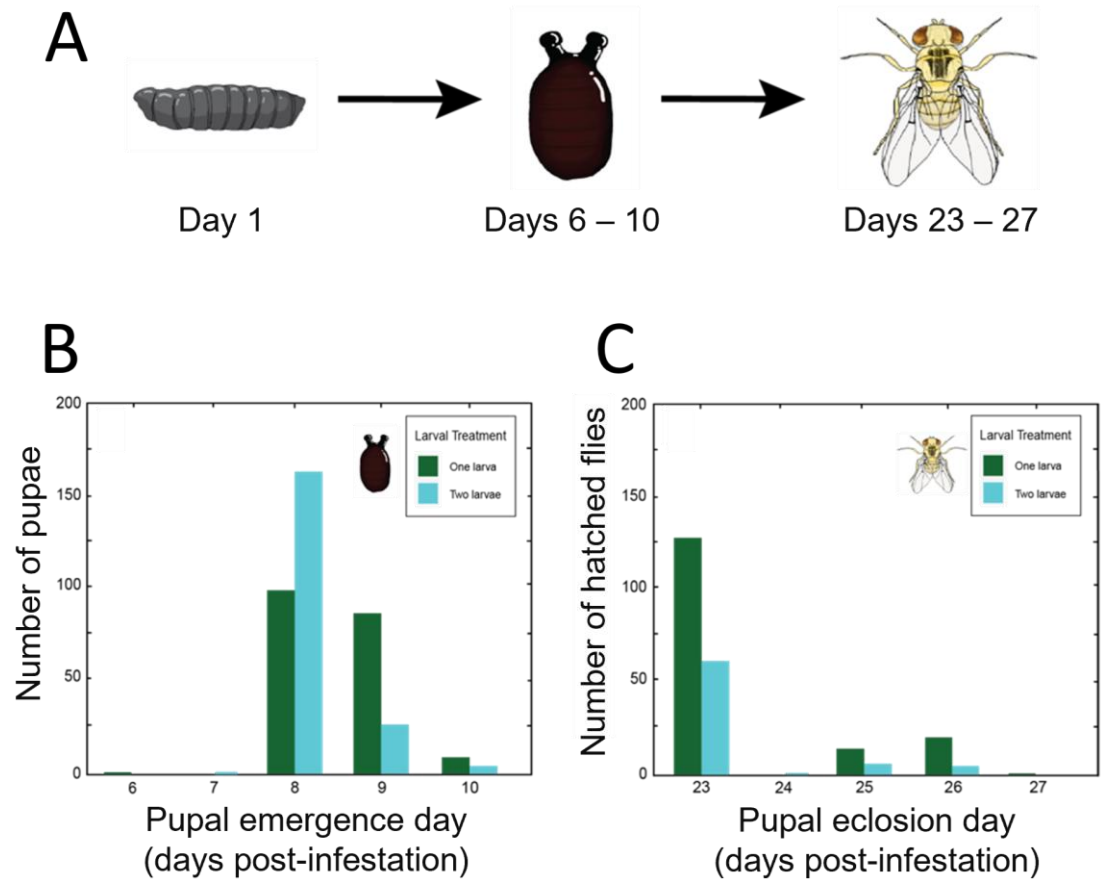 A
Day 1
Days 6 – 10
Days 23 – 27
B
200
150
100
50
0
Number of pupae
Larval Treatment
One larva
Two larvae
6 7 8 9 10
Pupal emergence day
(days post-infestation)
C
200
150
100
50
0
Number of hatched flies
Larval Treatment
One larva
Two larvae
23 24 25 26 27
Pupal eclosion day
(days post-infestation)